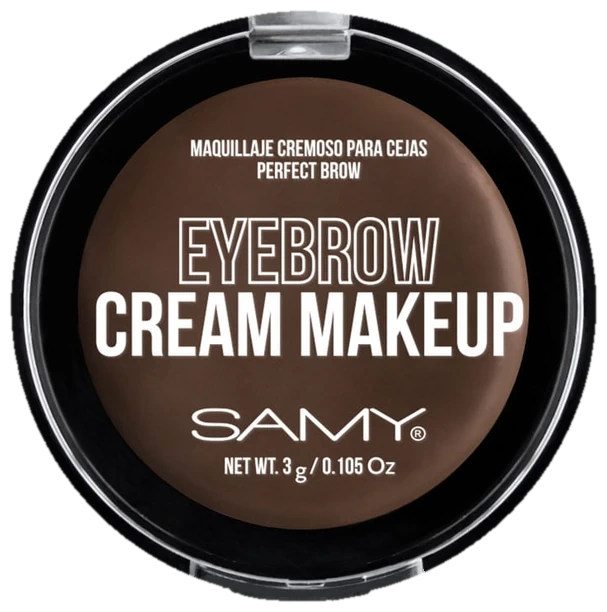 MAQUILLAJE CREMOSO PARA CEJAS
PERFECT BROW
EYEBROW
CREAM MAKEUP
SAMY®
NET WT. 3 g / 0.105 Oz